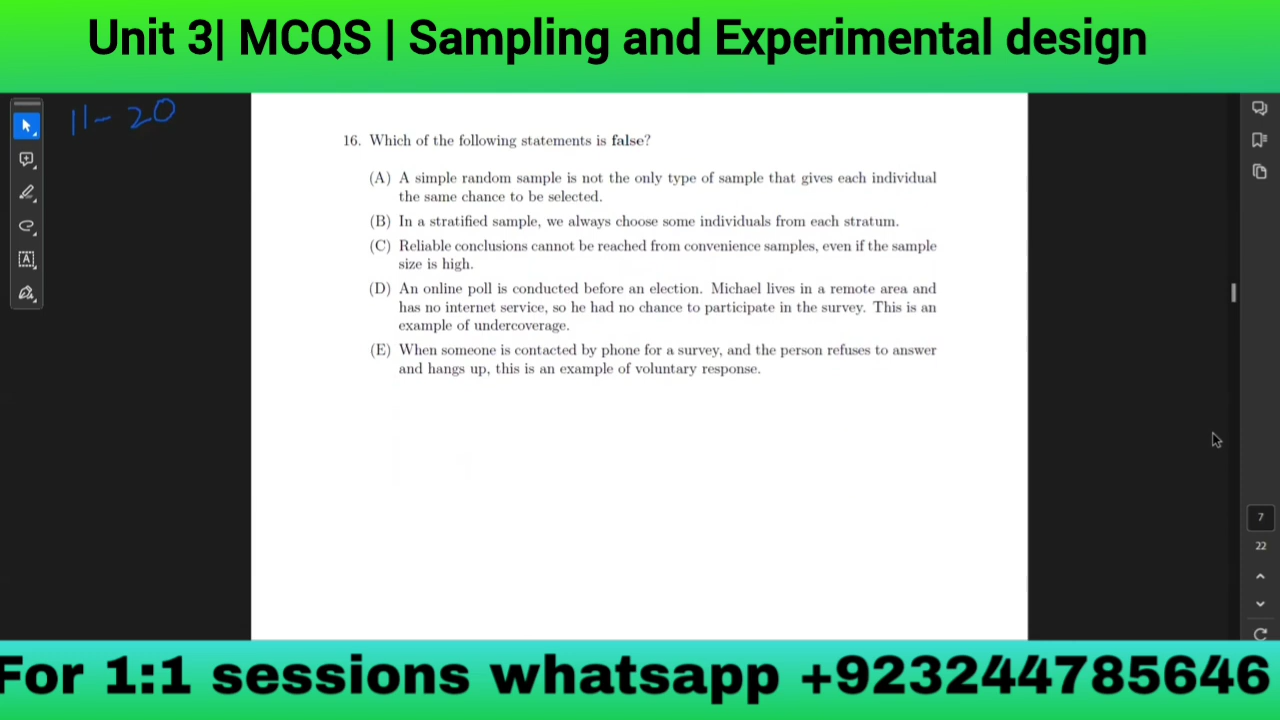 Unit 3| MCQS | Sampling and Experimental design
11- 20
16. Which of the following statements is false?
(A) A simple random sample is not the only type of sample that gives each individual
the same chance to be selected.
(B) In a stratified sample, we always choose some individuals from each stratum.
(C) Reliable conclusions cannot be reached from convenience samples, even if the sample
size is high.
(D) An online poll is conducted before an election. Michael lives in a remote area and
has no internet service, so he had no chance to participate in the survey. This is an
example of undercoverage.
(E) When someone is contacted by phone for a survey, and the person refuses to answer
and hangs up, this is an example of voluntary response.
7
22
For 1:1 sessions whatsapp +923244785646